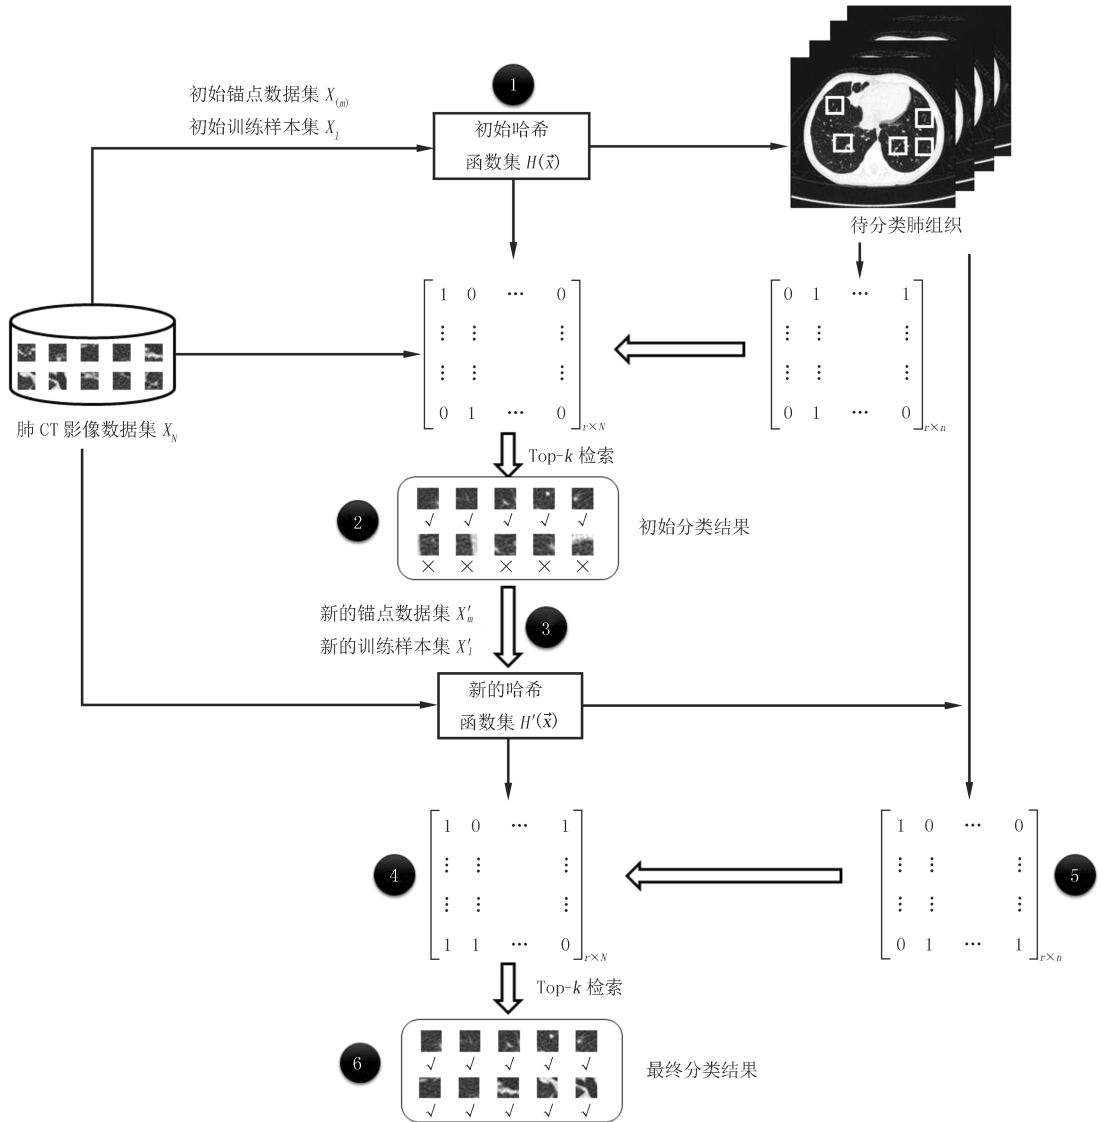 1
初始锚点数据集 X(m)
初始训练样本集 Xl
初始哈希
函数集 H(x⃗)
待分类肺组织
1 0 ⋯ 0
⋮ ⋮ ⋮
⋮ ⋮ ⋮
0 1 ⋯ 0
r×N
0 1 ⋯ 1
⋮ ⋮ ⋮
⋮ ⋮ ⋮
0 1 ⋯ 0
r×n
肺 CT 影像数据集 XN
Top-k 检索
2
√ √ √ √ √
× × × × ×
初始分类结果
新的锚点数据集 X′m
新的训练样本集 X′l
3
新的哈希
函数集 H′(x⃗)
4
1 0 ⋯ 1
⋮ ⋮ ⋮
⋮ ⋮ ⋮
1 1 ⋯ 0
r×N
1 0 ⋯ 0
⋮ ⋮ ⋮
⋮ ⋮ ⋮
0 1 ⋯ 1
r×n
5
Top-k 检索
6
√ √ √ √ √
√ √ √ √ √
最终分类结果